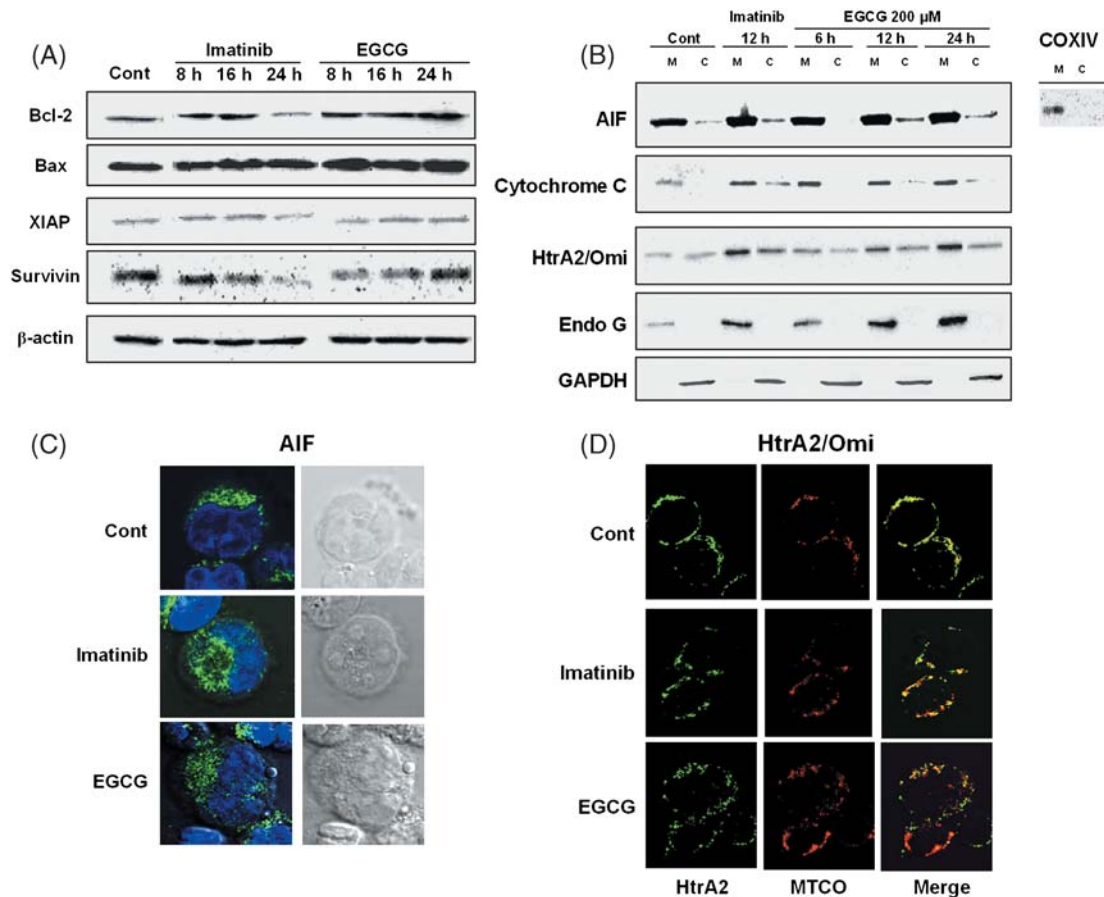 (A)
Imatinib EGCG
Cont 8 h 16 h 24 h 8 h 16 h 24 h
Bcl-2
Bax
XIAP
Survivin
β-actin
(B)
Imatinib EGCG 200 µM
Cont 12 h 6 h 12 h 24 h
M C M C M C M C M C
AIF
Cytochrome C
HtrA2/Omi
Endo G
GAPDH
COXIV
M C
(C)
AIF
Cont
Imatinib
EGCG
(D)
HtrA2/Omi
Cont
Imatinib
EGCG
HtrA2 MTCO Merge